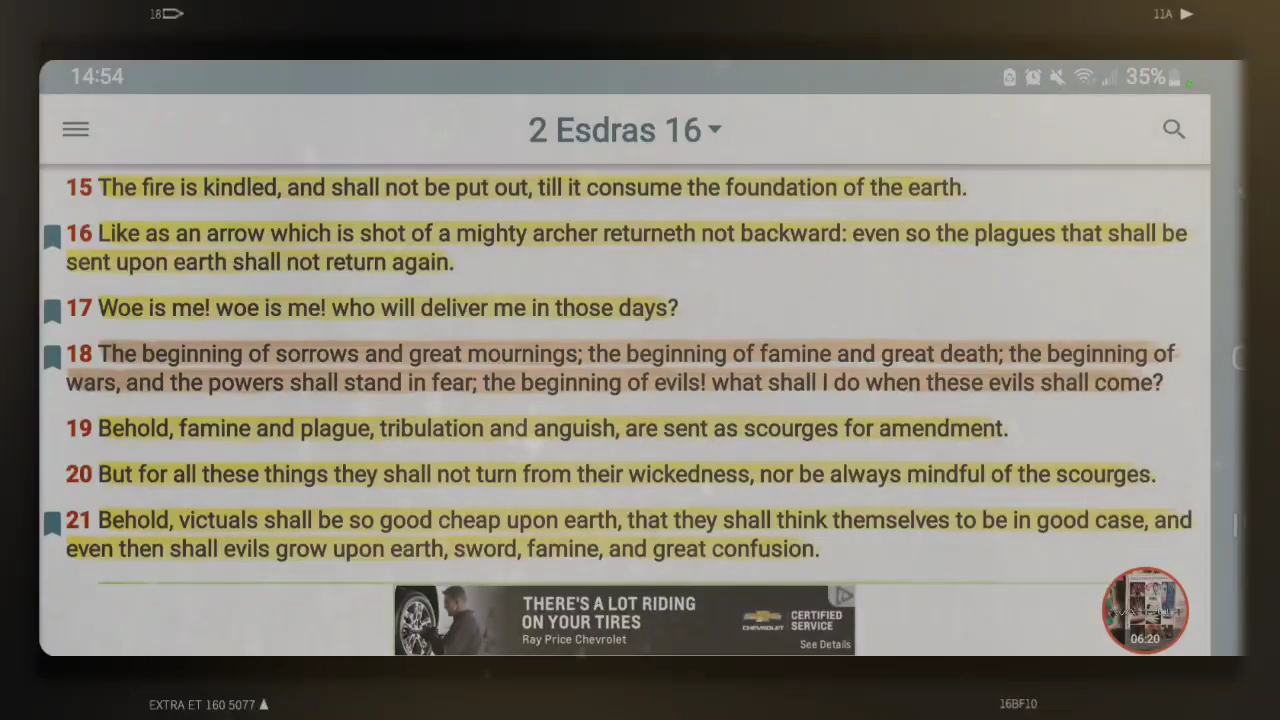 18
11A
14:54
35%
2 Esdras 16
15 The fire is kindled, and shall not be put out, till it consume the foundation of the earth.
16 Like as an arrow which is shot of a mighty archer returneth not backward: even so the plagues that shall be
sent upon earth shall not return again.
17 Woe is me! woe is me! who will deliver me in those days?
18 The beginning of sorrows and great mournings; the beginning of famine and great death; the beginning of
wars, and the powers shall stand in fear; the beginning of evils! what shall I do when these evils shall come?
19 Behold, famine and plague, tribulation and anguish, are sent as scourges for amendment.
20 But for all these things they shall not turn from their wickedness, nor be always mindful of the scourges.
21 Behold, victuals shall be so good cheap upon earth, that they shall think themselves to be in good case, and
even then shall evils grow upon earth, sword, famine, and great confusion.
THERE'S A LOT RIDING
ON YOUR TIRES
Ray Price Chevrolet
CHEVROLET
CERTIFIED
SERVICE
See Details
06:20
EXTRA ET 160 5077
16BF10